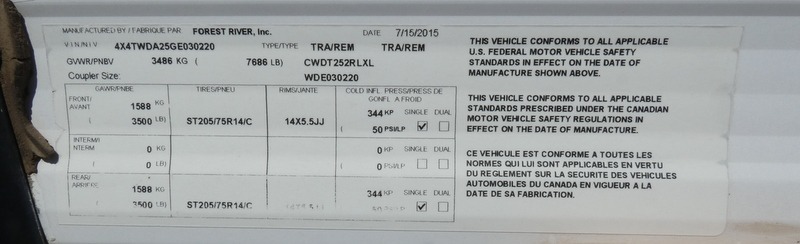 MANUFACTURED BY / FABRIQUE PAR FOREST RIVER, Inc. DATE 7/15/2015
V.I.N/N.I.V 4X4TWDA25GE030220 TYPE/TYPE TRA/REM TRA/REM
GVWR/PNBV 3486 KG ( 7686 LB) CWDT252RLXL
Coupler Size: WDE030220
GAWR/PNBE TIRES/PNEU RIMS/JANTE COLD INFL PRESS/PRESS DE GONFL A FROID
FRONT/ AVANT 1588 KG 344 KP SINGLE DUAL
( 3500 LB) ST205/75R14/C 14X5.5JJ ( 50 PSI/LP
INTERM/I NTERM 0 KG 0 KP SINGLE DUAL
( 0 LB) ( 0 PSI/LP
REAR/ ARRIERE 1588 KG 344 KP SINGLE DUAL
( 3500 LB) ST205/75R14/C 50 PSI/LP
THIS VEHICLE CONFORMS TO ALL APPLICABLE
U.S. FEDERAL MOTOR VEHICLE SAFETY
STANDARDS IN EFFECT ON THE DATE OF
MANUFACTURE SHOWN ABOVE.
THIS VEHICLE CONFORMS TO ALL APPLICABLE
STANDARDS PRESCRIBED UNDER THE CANADIAN
MOTOR VEHICLE SAFETY REGULATIONS IN
EFFECT ON THE DATE OF MANUFACTURE.
CE VEHICULE EST CONFORME A TOUTES LES
NORMES QUI LUI SONT APPLICABLES EN VERTU
DU REGLEMENT SUR LA SECURITE DES VEHICULES
AUTOMOBILES DU CANADA EN VIGUEUR A LA
DATE DE SA FABRICATION.